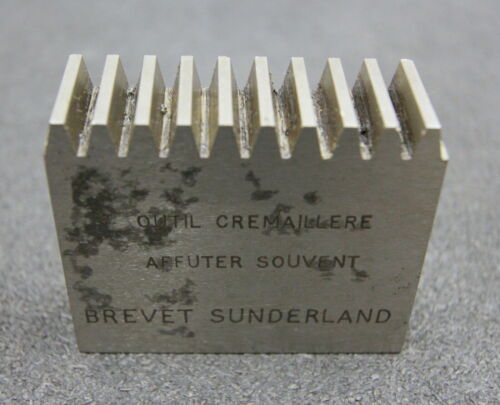 OUTIL CREMAILLERE
AFFUTER SOUVENT
BREVET SUNDERLAND